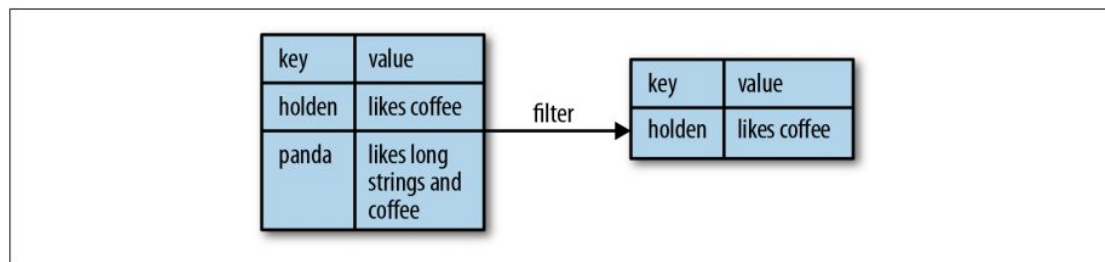 key value
holden likes coffee
panda likes long
strings and
coffee
filter
key value
holden likes coffee